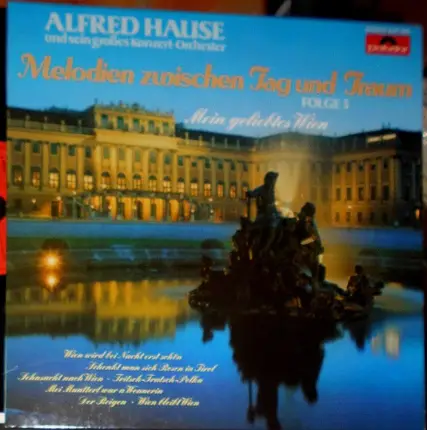 ALFRED HAUSE
und sein großes Konzert-Orchester
Polydor
Melodien zwischen Tag und Traum
FOLGE 3
Mein geliebtes Wien
Wien wird bei Nacht erst schön
Schenkt man sich Rosen in Tirol
Sehnsucht nach Wien · Tritsch-Tratsch-Polka
Mei Muatterl war a Weanerin
Der Reigen · Wien bleibt Wien